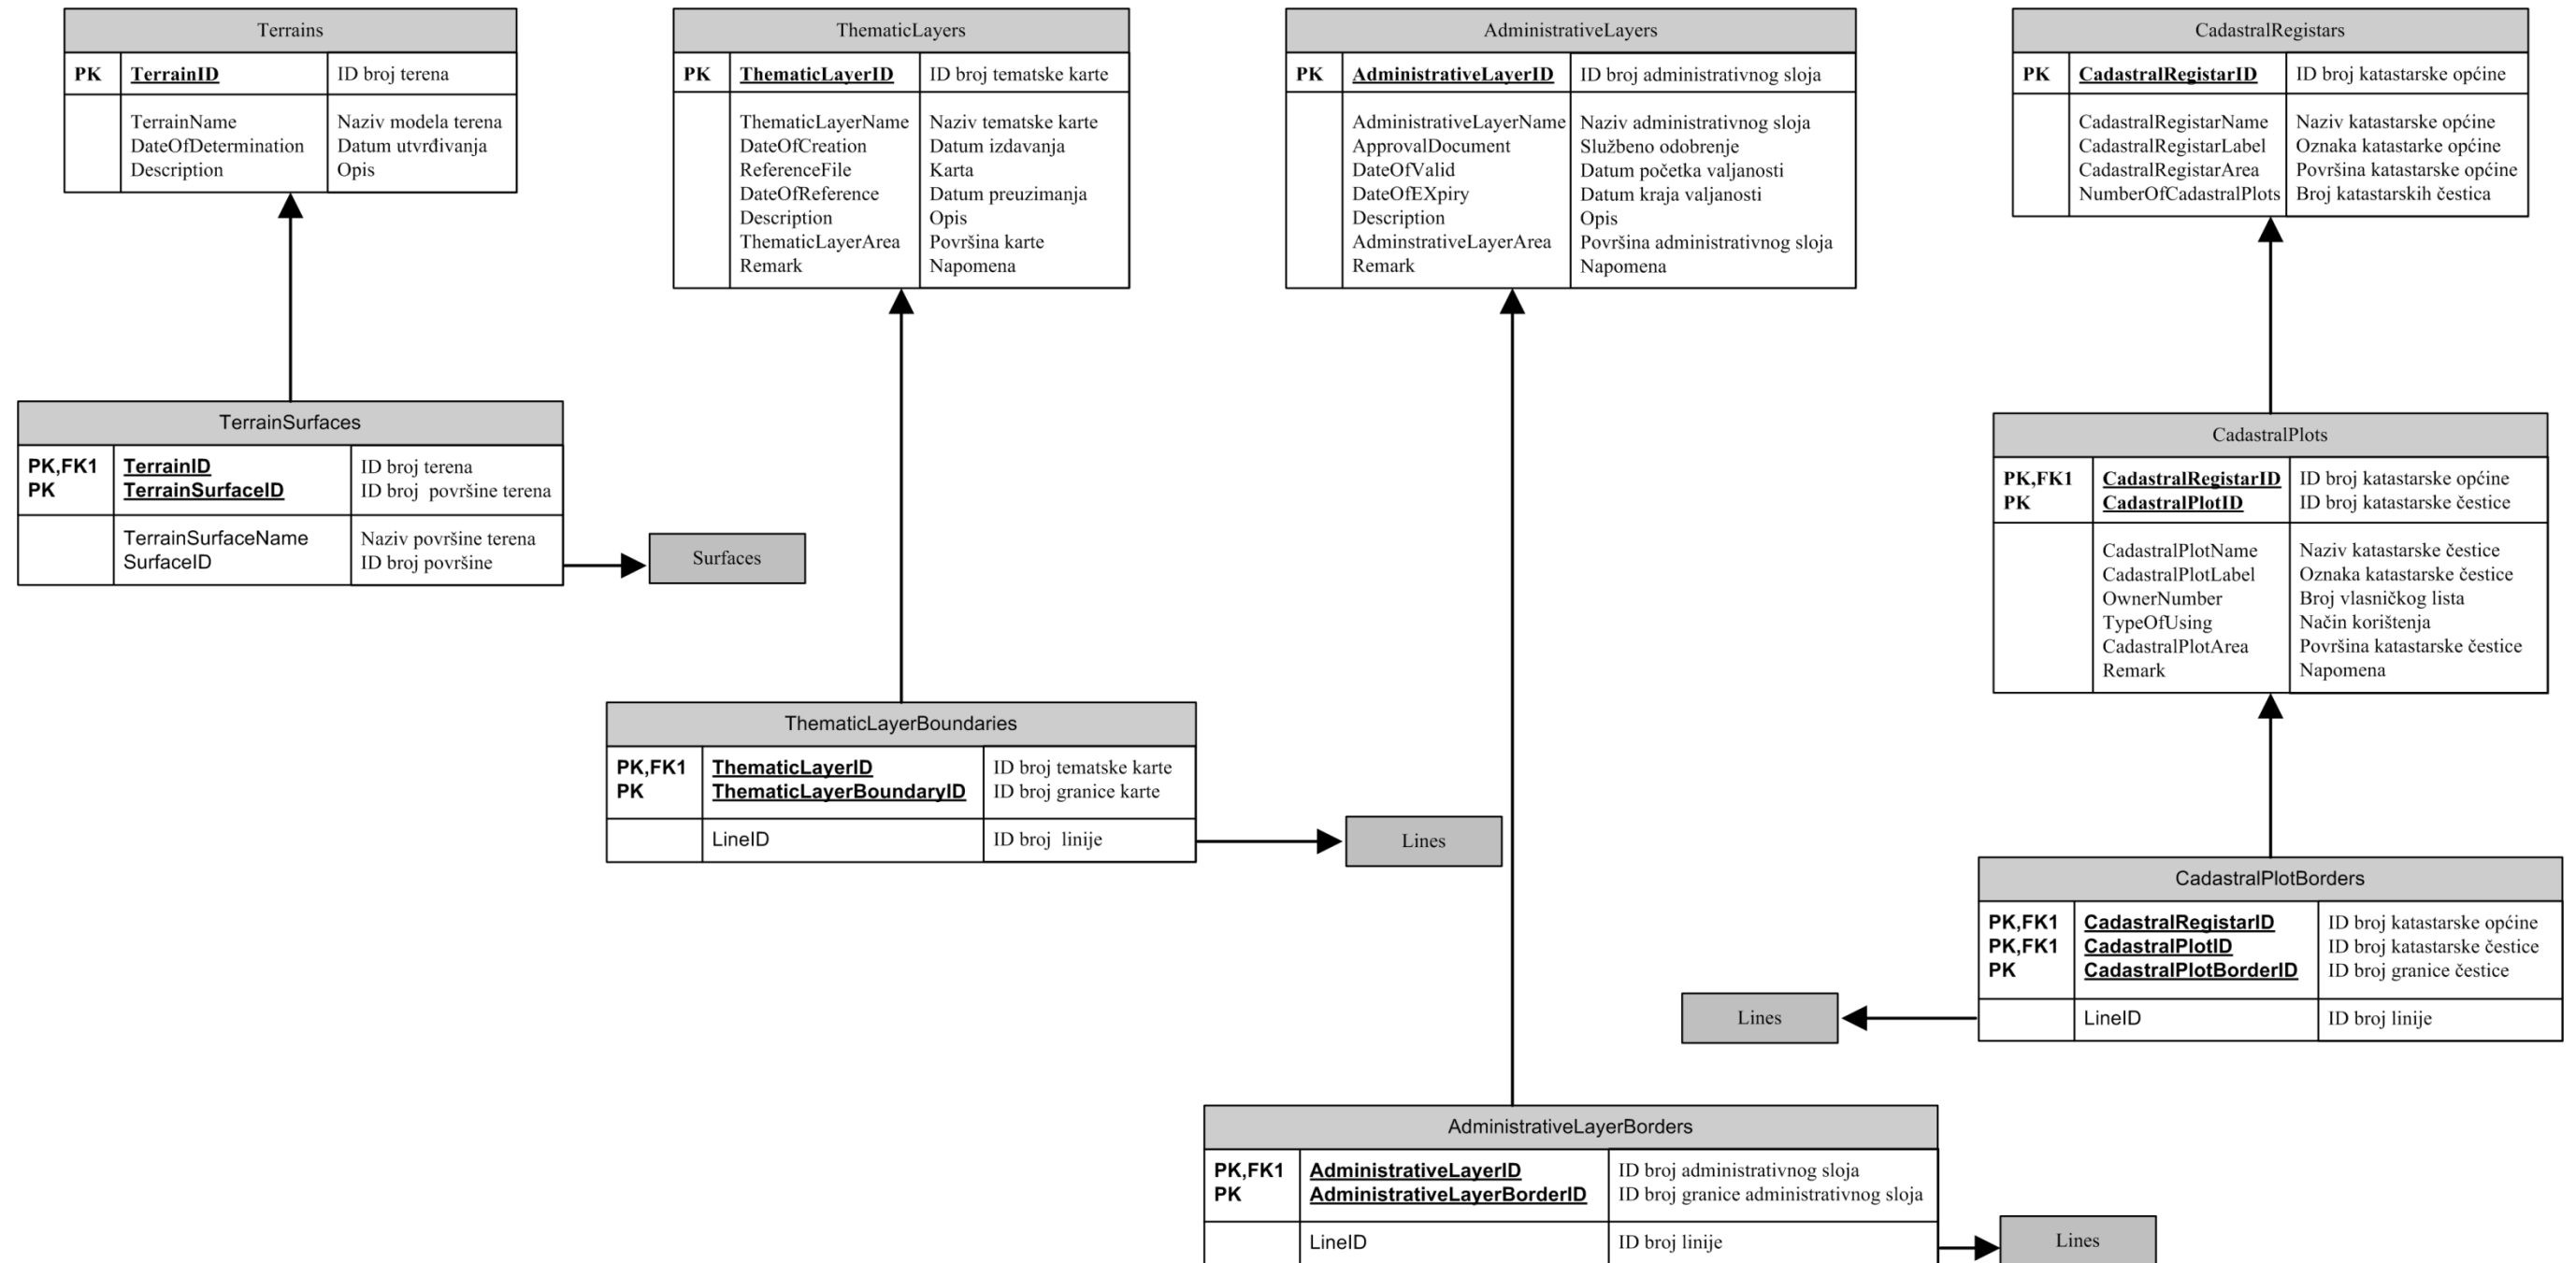 Terrains
PK TerrainID ID broj terena
TerrainName Naziv modela terena
DateOfDetermination Datum utvrđivanja
Description Opis
ThematicLayers
PK ThematicLayerID ID broj tematske karte
ThematicLayerName Naziv tematske karte
DateOfCreation Datum izdavanja
ReferenceFile Karta
DateOfReference Datum preuzimanja
Description Opis
ThematicLayerArea Površina karte
Remark Napomena
AdministrativeLayers
PK AdministrativeLayerID ID broj administrativnog sloja
AdministrativeLayerName Naziv administrativnog sloja
ApprovalDocument Službeno odobrenje
DateOfValid Datum početka valjanosti
DateOfEXpiry Datum kraja valjanosti
Description Opis
AdminstrativeLayerArea Površina administrativnog sloja
Remark Napomena
CadastralRegistars
PK CadastralRegistarID ID broj katastarske općine
CadastralRegistarName Naziv katastarske općine
CadastralRegistarLabel Oznaka katastarke općine
CadastralRegistarArea Površina katastarske općine
NumberOfCadastralPlots Broj katastarskih čestica
TerrainSurfaces
PK,FK1 TerrainID ID broj terena
PK TerrainSurfaceID ID broj površine terena
TerrainSurfaceName Naziv površine terena
SurfaceID ID broj površine
Surfaces
CadastralPlots
PK,FK1 CadastralRegistarID ID broj katastarske općine
PK CadastralPlotID ID broj katastarske čestice
CadastralPlotName Naziv katastarske čestice
CadastralPlotLabel Oznaka katastarske čestice
OwnerNumber Broj vlasničkog lista
TypeOfUsing Način korištenja
CadastralPlotArea Površina katastarske čestice
Remark Napomena
ThematicLayerBoundaries
PK,FK1 ThematicLayerID ID broj tematske karte
PK ThematicLayerBoundaryID ID broj granice karte
LineID ID broj linije
Lines
CadastralPlotBorders
PK,FK1 CadastralRegistarID ID broj katastarske općine
PK,FK1 CadastralPlotID ID broj katastarske čestice
PK CadastralPlotBorderID ID broj granice čestice
LineID ID broj linije
Lines
AdministrativeLayerBorders
PK,FK1 AdministrativeLayerID ID broj administrativnog sloja
PK AdministrativeLayerBorderID ID broj granice administrativnog sloja
LineID ID broj linije
Lines